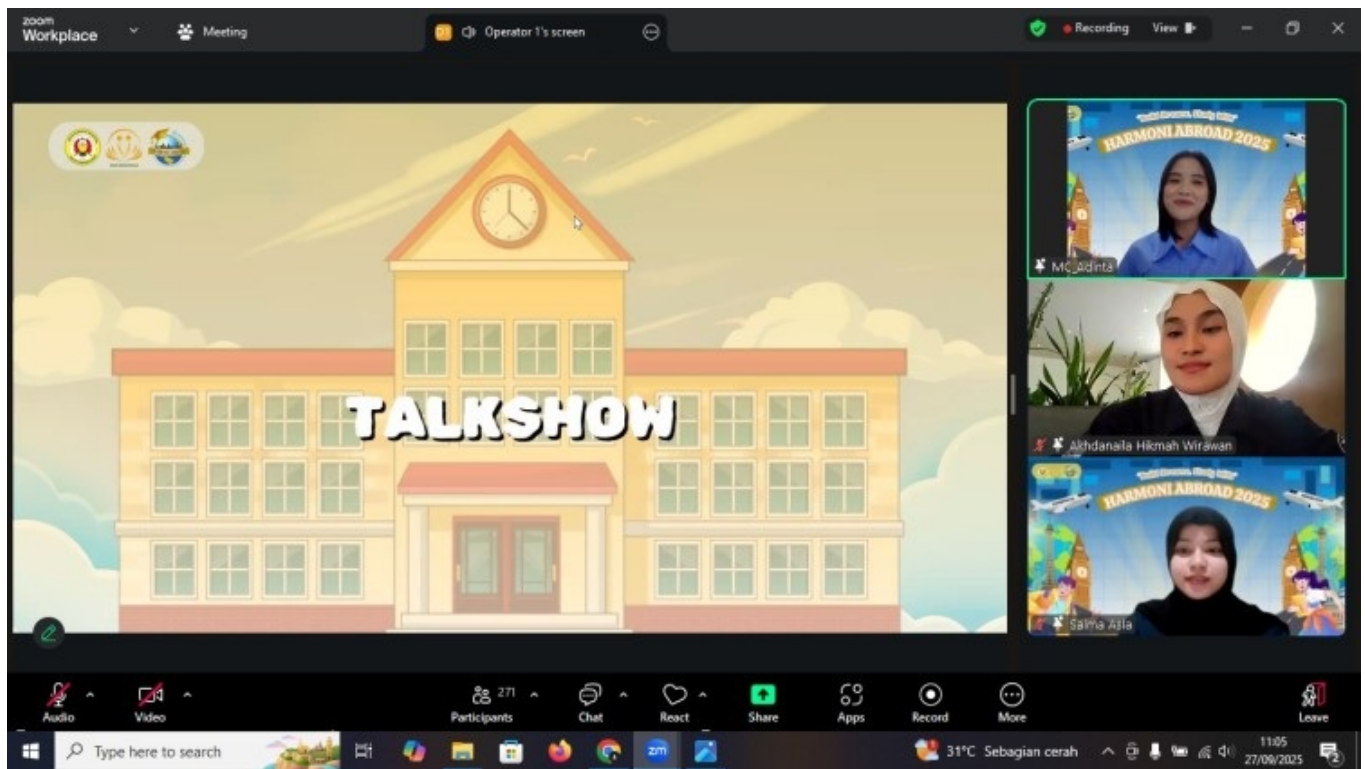 zoom
Workplace
Meeting
Operator 1's screen
Recording
View
HARMONI ABROAD 2025
MC_Adinta
TALKSHOW
Akhdanaila Hikmah Wirawan
HARMONI ABROAD 2025
Salma Asla
Audio
Video
271
Participants
Chat
React
Share
Apps
Record
More
Leave
Type here to search
zm
31°C Sebagian cerah
11:05
27/09/2025
2